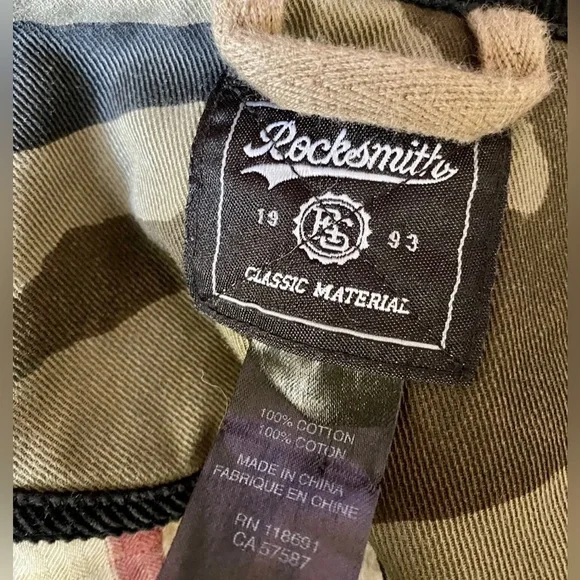 Rocksmith
19 RS 93
CLASSIC MATERIAL
100% COTTON
100% COTON
MADE IN CHINA
FABRIQUE EN CHINE
RN 118691
CA 57587